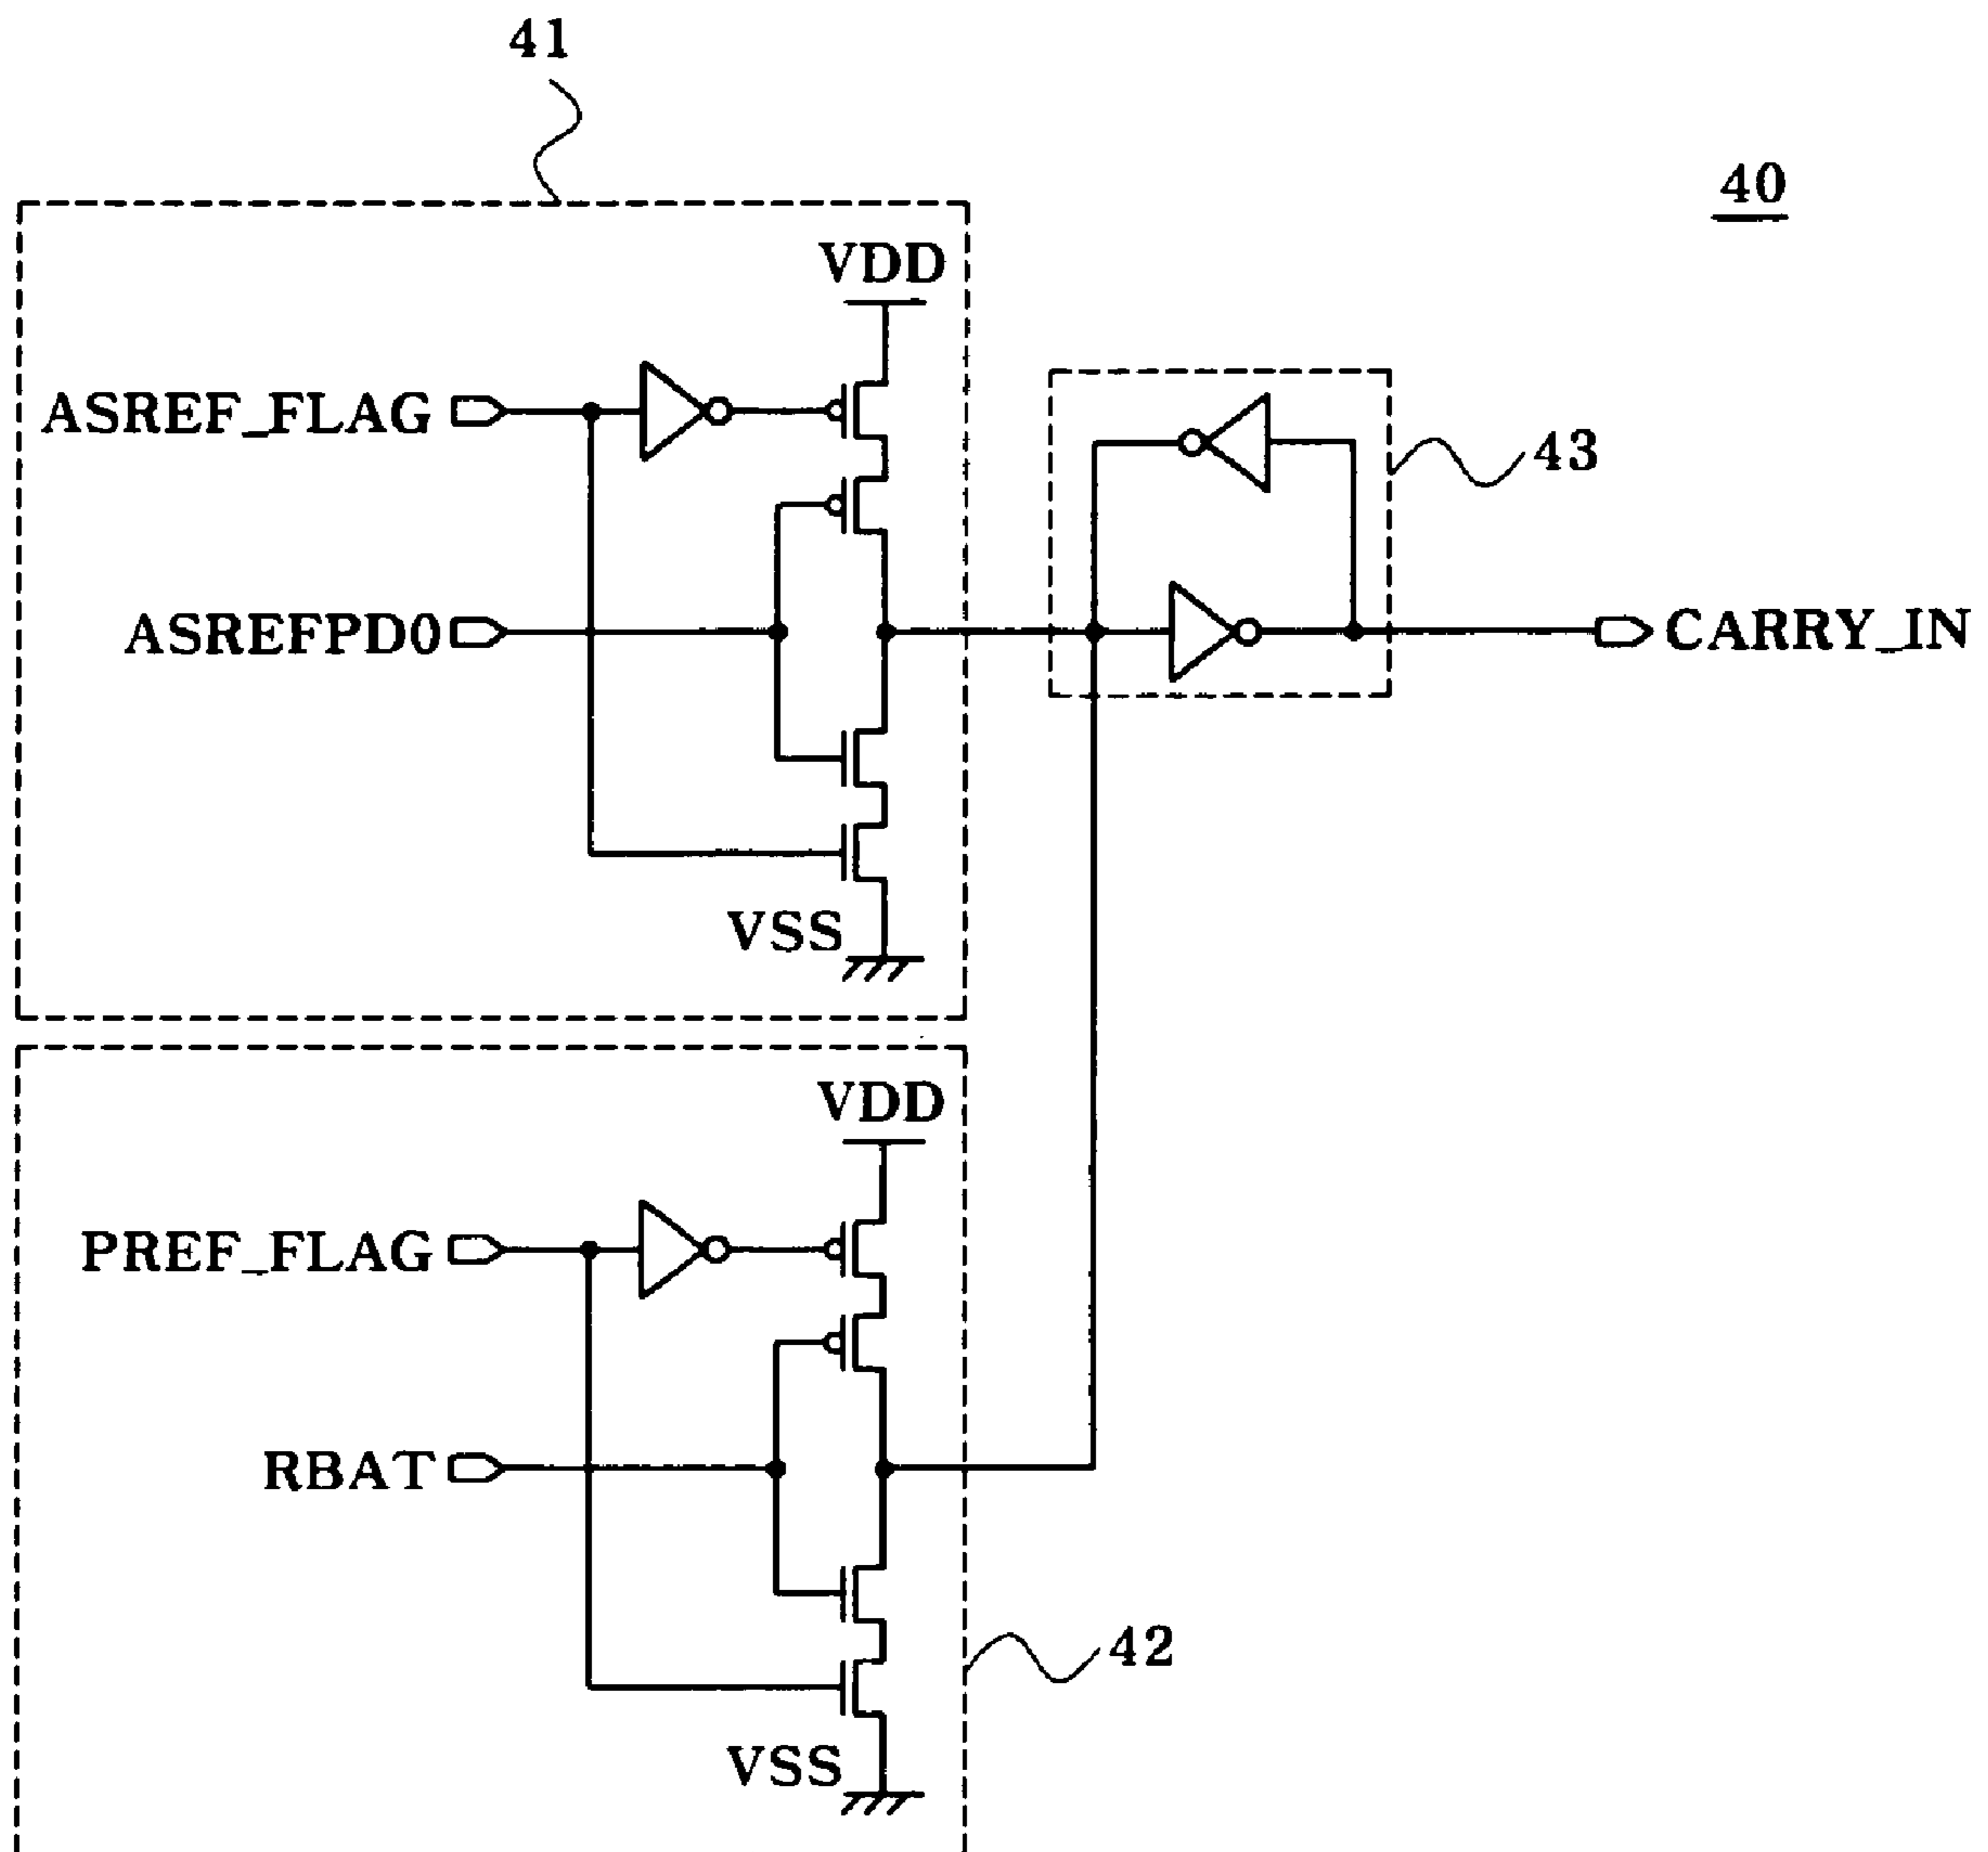 41
40
VDD
ASREF_FLAG
43
ASREFPD0
CARRY_IN
VSS
VDD
PREF_FLAG
RBAT
42
VSS